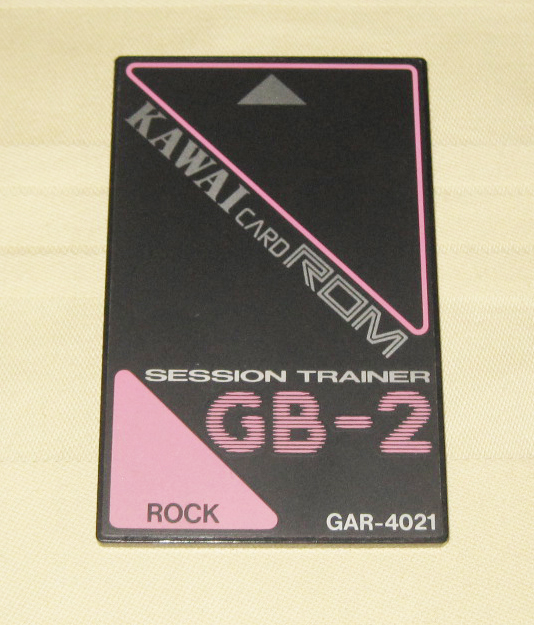 KAWAI CARD ROM
SESSION TRAINER
GB-2
ROCK
GAR-4021